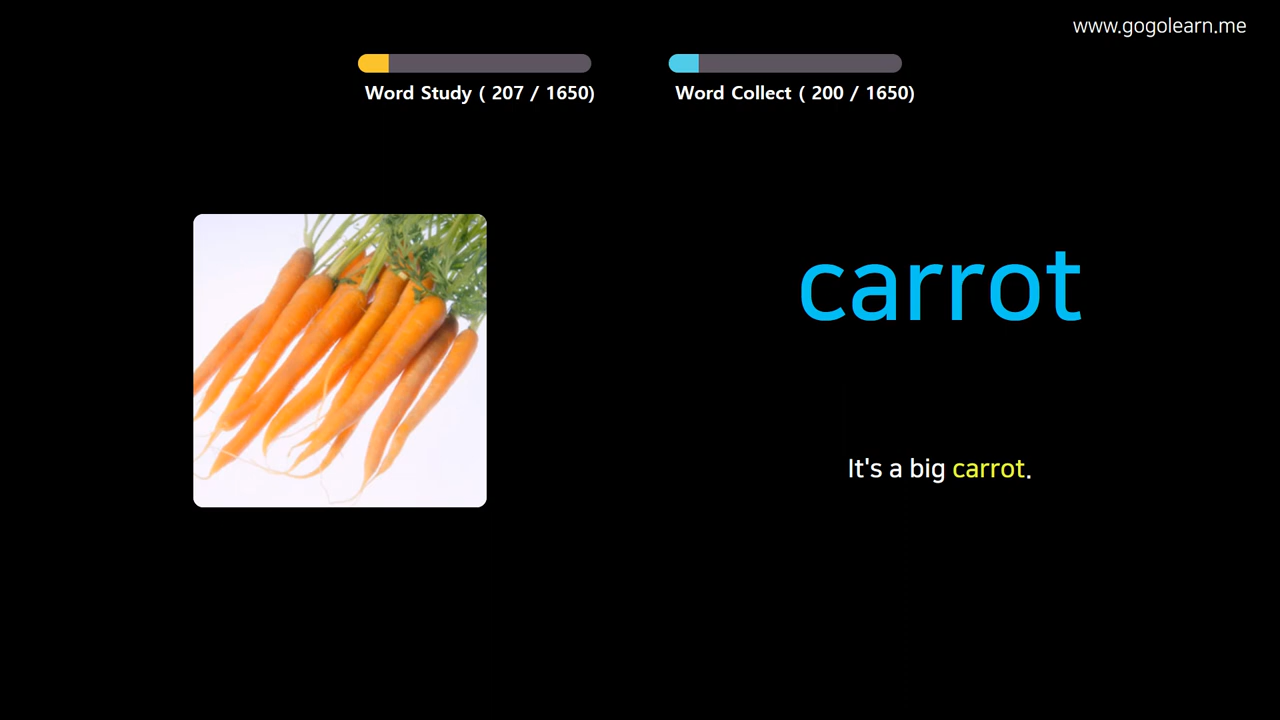 www.gogolearn.me
Word Study ( 207 / 1650)
Word Collect ( 200 / 1650)
carrot
It's a big carrot.